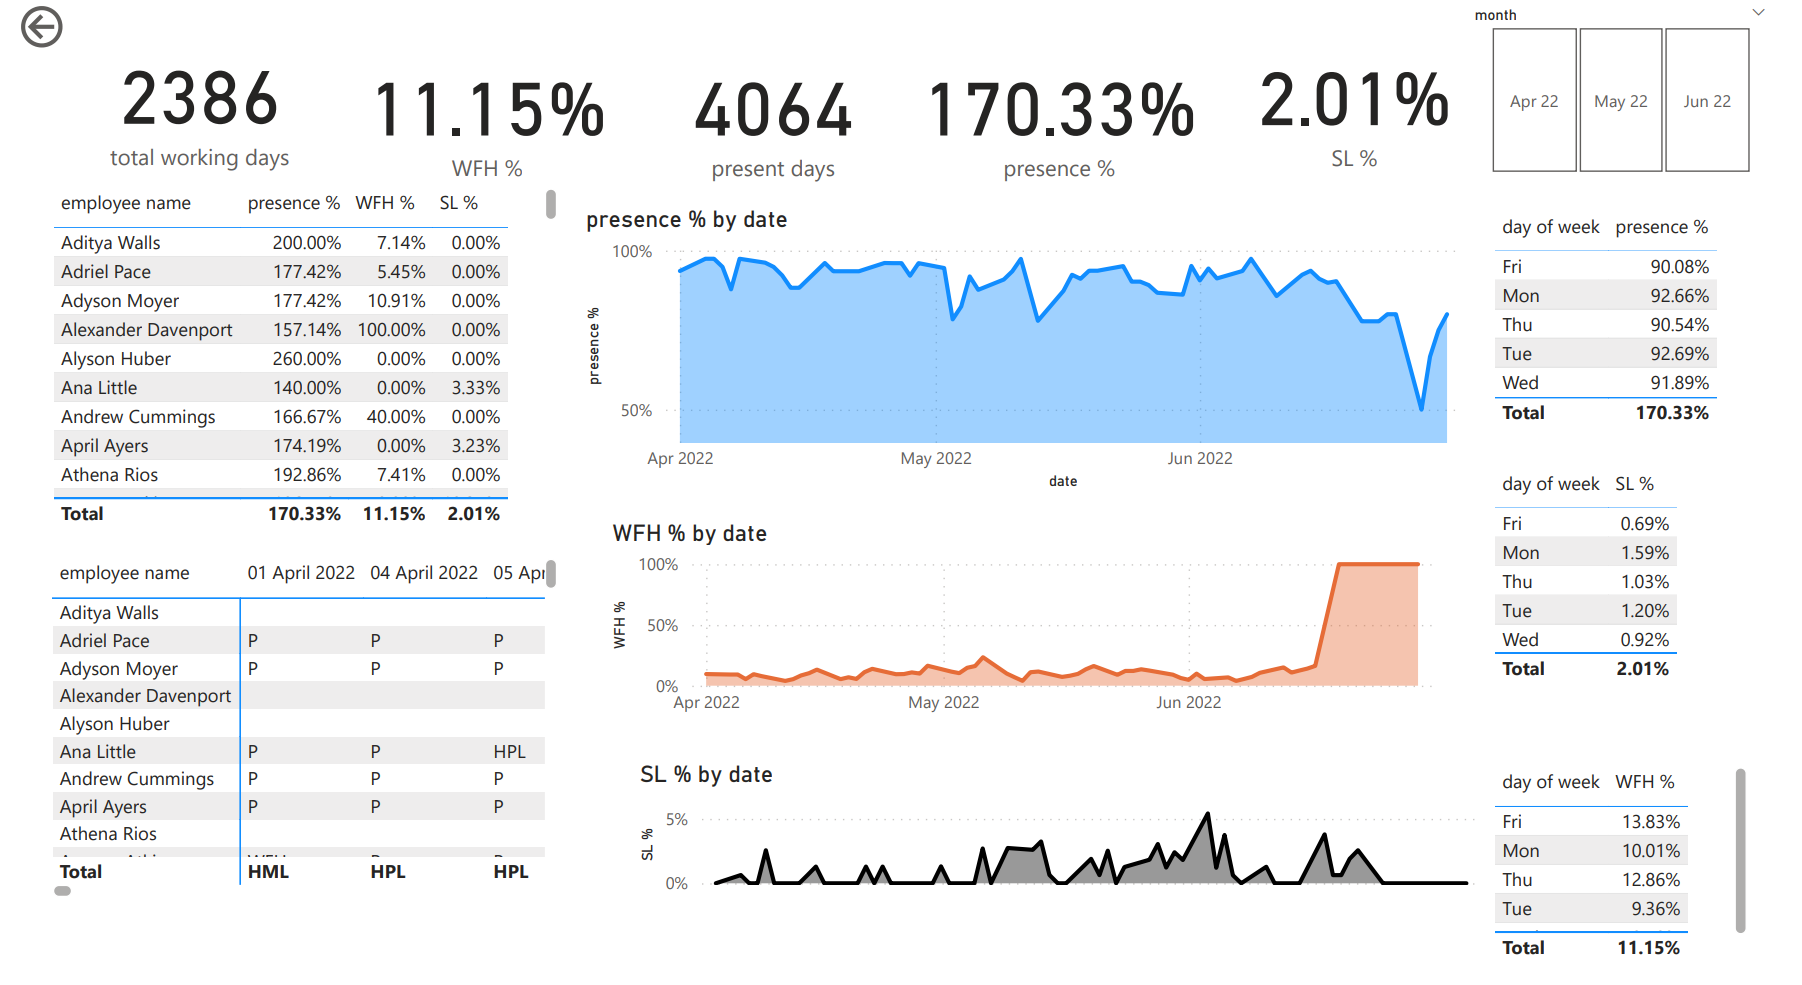 month
Apr 22 May 22 Jun 22
2386
total working days
11.15%
WFH %
4064
present days
170.33%
presence %
2.01%
SL %
employee name presence % WFH % SL %
Aditya Walls 200.00% 7.14% 0.00%
Adriel Pace 177.42% 5.45% 0.00%
Adyson Moyer 177.42% 10.91% 0.00%
Alexander Davenport 157.14% 100.00% 0.00%
Alyson Huber 260.00% 0.00% 0.00%
Ana Little 140.00% 0.00% 3.33%
Andrew Cummings 166.67% 40.00% 0.00%
April Ayers 174.19% 0.00% 3.23%
Athena Rios 192.86% 7.41% 0.00%
Total 170.33% 11.15% 2.01%
employee name 01 April 2022 04 April 2022 05 Apr
Aditya Walls
Adriel Pace P P P
Adyson Moyer P P P
Alexander Davenport
Alyson Huber
Ana Little P P HPL
Andrew Cummings P P P
April Ayers P P P
Athena Rios
Total HML HPL HPL
presence % by date
presence %
100%
50%
Apr 2022 May 2022 Jun 2022
date
WFH % by date
WFH %
100%
50%
0%
Apr 2022 May 2022 Jun 2022
SL % by date
SL %
5%
0%
day of week presence %
Fri 90.08%
Mon 92.66%
Thu 90.54%
Tue 92.69%
Wed 91.89%
Total 170.33%
day of week SL %
Fri 0.69%
Mon 1.59%
Thu 1.03%
Tue 1.20%
Wed 0.92%
Total 2.01%
day of week WFH %
Fri 13.83%
Mon 10.01%
Thu 12.86%
Tue 9.36%
Total 11.15%